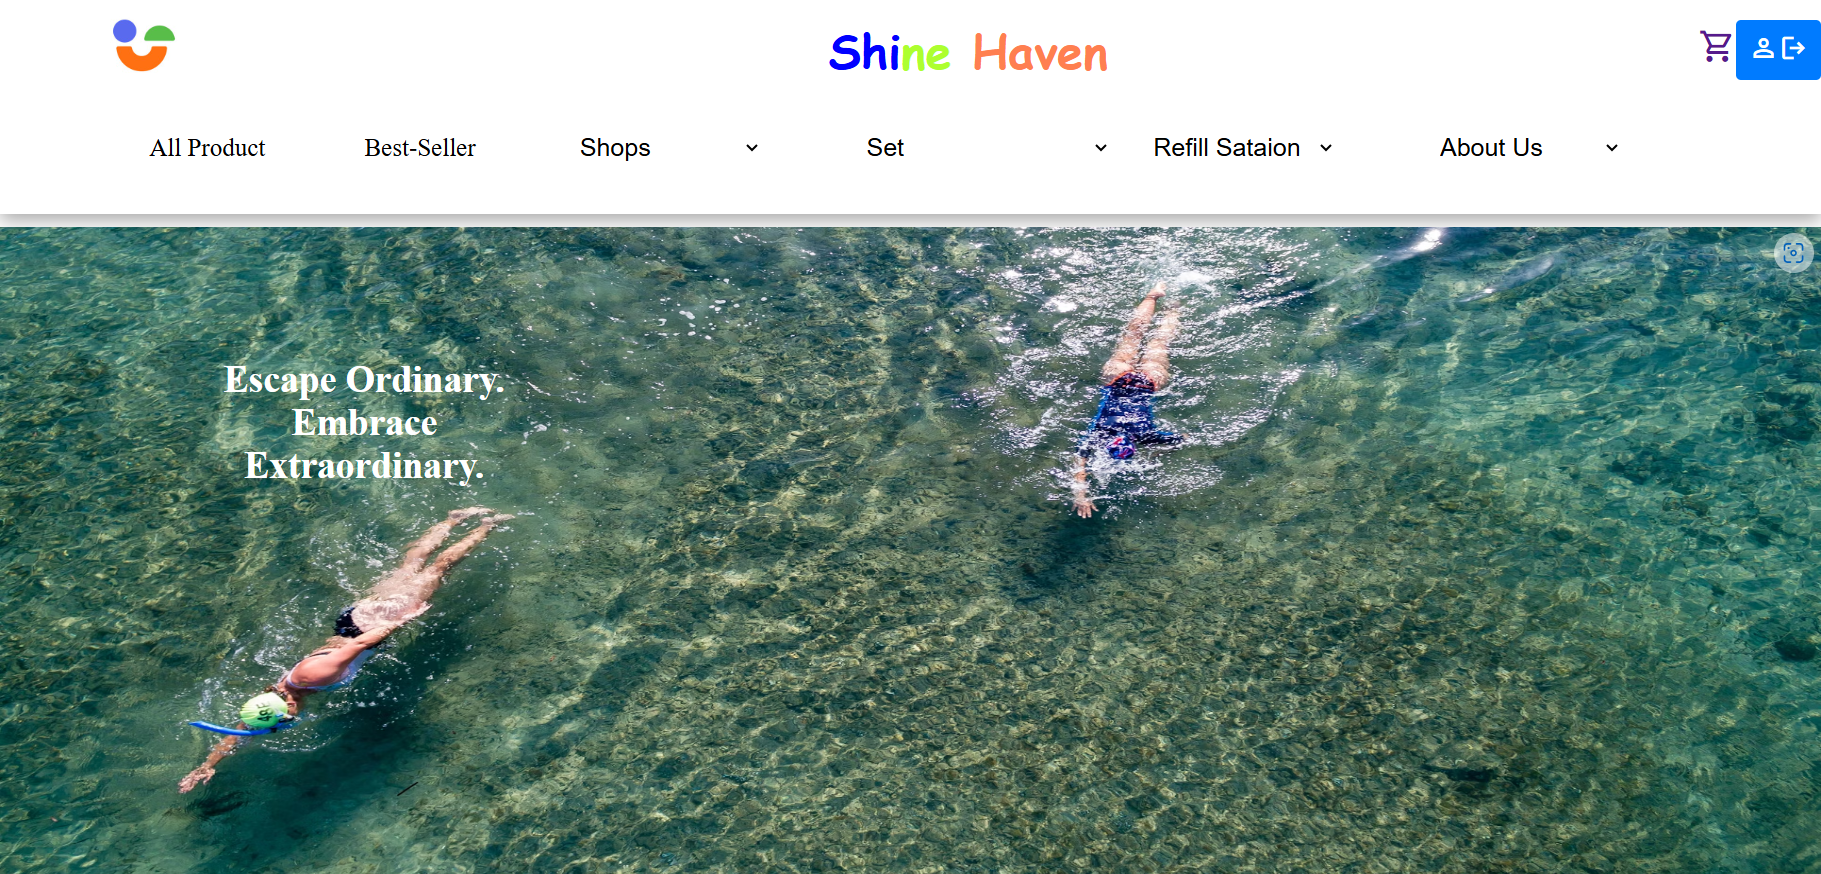 Shine Haven
All Product
Best-Seller
Shops
Set
Refill Sataion
About Us
Escape Ordinary.
Embrace
Extraordinary.